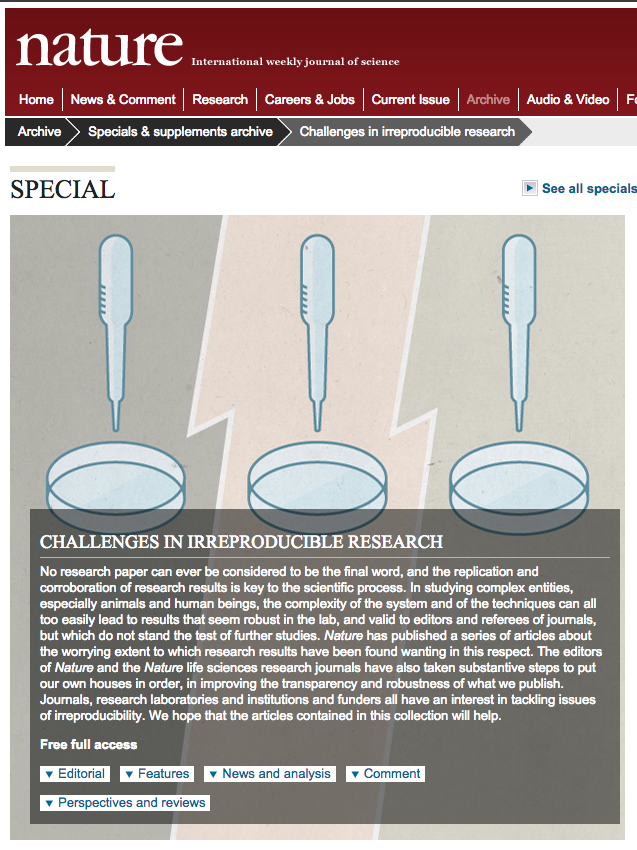 nature International weekly journal of science
Home News & Comment Research Careers & Jobs Current Issue Archive Audio & Video
Archive Specials & supplements archive Challenges in irreproducible research
SPECIAL
See all specials
CHALLENGES IN IRREPRODUCIBLE RESEARCH
No research paper can ever be considered to be the final word, and the replication and
corroboration of research results is key to the scientific process. In studying complex entities,
especially animals and human beings, the complexity of the system and of the techniques can all
too easily lead to results that seem robust in the lab, and valid to editors and referees of journals,
but which do not stand the test of further studies. Nature has published a series of articles about
the worrying extent to which research results have been found wanting in this respect. The editors
of Nature and the Nature life sciences research journals have also taken substantive steps to put
our own houses in order, in improving the transparency and robustness of what we publish.
Journals, research laboratories and institutions and funders all have an interest in tackling issues
of irreproducibility. We hope that the articles contained in this collection will help.
Free full access
Editorial Features News and analysis Comment
Perspectives and reviews